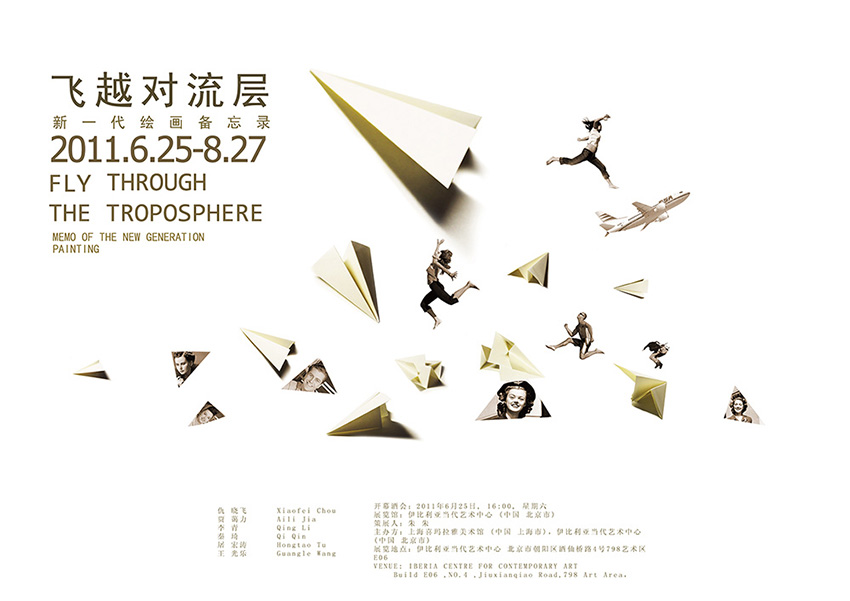 飞越对流层
新一代绘画备忘录
2011.6.25-8.27
FLY THROUGH
THE TROPOSPHERE
MEMO OF THE NEW GENERATION
PAINTING
仇 晓飞 Xiaofei Chou
贾 蔼力 Aili Jia
李 青 Qing Li
秦 琦 Qi Qin
屠 宏涛 Hongtao Tu
王 光乐 Guangle Wang
开幕酒会：2011年6月25日, 16:00, 星期六
展览馆：伊比利亚当代艺术中心 (中国 北京市)
策展人：朱 朱
主办方：上海喜玛拉雅美术馆 (中国 上海市)、伊比利亚当代艺术中心
(中国 北京市)
展览地点：伊比利亚当代艺术中心 北京市朝阳区酒仙桥路4号798艺术区
E06
VENUE: IBERIA CENTRE FOR CONTEMPORARY ART
Build E06 ,NO.4 ,Jiuxianqiao Road,798 Art Area.